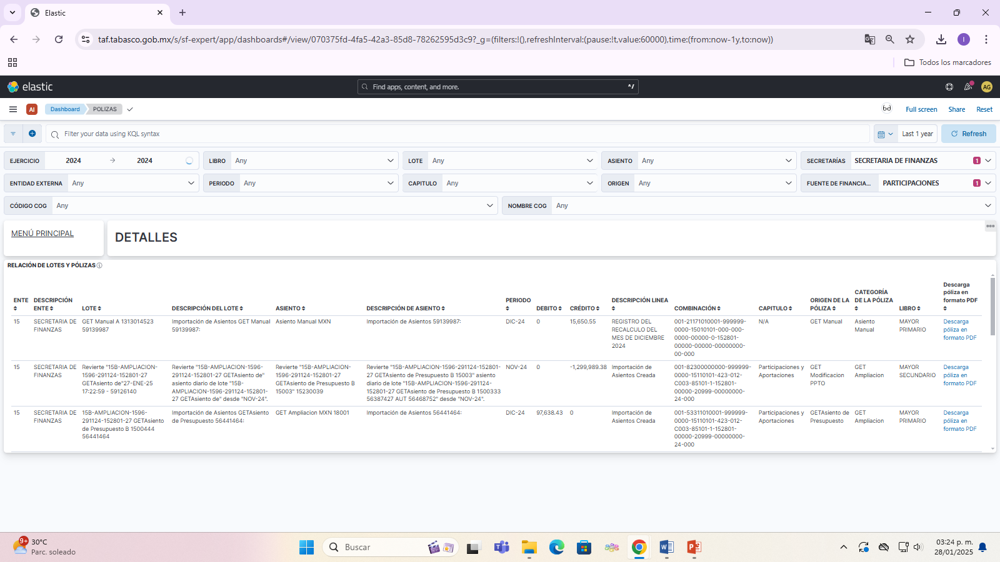 Elastic
taf.tabasco.gob.mx/s/sf-expert/app/dashboards#/view/070375fd-4fa5-42a3-85d8-78262595d3c9?_g=(filters:!(),refreshInterval:(pause:!t,value:60000),time:(from:now-1y,to:now))
I
Todos los marcadores
elastic
Find apps, content, and more.
^/
AG
AI
Dashboard
POLIZAS
Full screen
Share
Reset
Filter your data using KQL syntax
Last 1 year
Refresh
EJERCICIO 2024 → 2024
LIBRO Any
LOTE Any
ASIENTO Any
SECRETARÍAS SECRETARIA DE FINANZAS 1
ENTIDAD EXTERNA Any
PERIODO Any
CAPITULO Any
ORIGEN Any
FUENTE DE FINANCIA... PARTICIPACIONES 1
CÓDIGO COG Any
NOMBRE COG Any
MENÚ PRINCIPAL
DETALLES
RELACIÓN DE LOTES Y PÓLIZAS
ENTE
DESCRIPCIÓN
ENTE
LOTE
DESCRIPCIÓN DEL LOTE
ASIENTO
DESCRIPCIÓN DE ASIENTO
PERIODO
DEBITO
CRÉDITO
DESCRIPCIÓN LINEA
COMBINACIÓN
CAPITULO
ORIGEN DE LA
PÓLIZA
CATEGORÍA
DE LA PÓLIZA
LIBRO
Descarga
póliza en
formato PDF
15
SECRETARIA DE
FINANZAS
GET Manual A 1313014523
59139987
Importación de Asientos GET Manual
59139987:
Asiento Manual MXN
Importación de Asientos 59139987:
DIC-24
0
15,650.55
REGISTRO DEL
RECALCULO DEL
MES DE DICIEMBRE
2024
001-21171010001-999999-
0000-15010101-000-000-
0000-00000-0-152801-
00000-00000-00000000-
00-000
N/A
GET Manual
Asiento
Manual
MAYOR
PRIMARIO
Descarga
póliza en
formato PDF
15
SECRETARIA DE
FINANZAS
Revierte "15B-AMPLIACION-
1596-291124-152801-27
GETAsiento de"27-ENE-25
17:22:59 - 59126140
Revierte "15B-AMPLIACION-1596-
291124-152801-27 GETAsiento de"
asiento diario de lote "15B-
AMPLIACION-1596-291124-152801-
27 GETAsiento de" desde "NOV-24".
Revierte "15B-AMPLIACION-
1596-291124-152801-27
GETAsiento de Presupuesto B
15003" 15230039
Revierte "15B-AMPLIACION-1596-291124-152801-
27 GETAsiento de Presupuesto B 15003" asiento
diario de lote "15B-AMPLIACION-1596-291124-
152801-27 GETAsiento de Presupuesto B 1500333
56387427 AUT 56468752" desde "NOV-24".
NOV-24
0
-1,299,989.38
Importación de
Asientos Creada
001-82300000000-999999-
0000-15110101-423-012-
C003-85101-1-152801-
00000-20999-00000000-
24-000
Participaciones y
Aportaciones
GET
Modificacion
PPTO
GET
Ampliacion
MAYOR
SECUNDARIO
Descarga
póliza en
formato PDF
15
SECRETARIA DE
FINANZAS
15B-AMPLIACION-1596-
291124-152801-27 GETAsiento
de Presupuesto B 1500444
56441464
Importación de Asientos GETAsiento
de Presupuesto 56441464:
GET Ampliacion MXN 18001
Importación de Asientos 56441464:
DIC-24
97,638.43
0
Importación de
Asientos Creada
001-53311010001-999999-
0000-15110101-423-012-
C003-85101-1-152801-
00000-20999-00000000-
24-000
Participaciones y
Aportaciones
GETAsiento de
Presupuesto
GET
Ampliacion
MAYOR
PRIMARIO
Descarga
póliza en
formato PDF
9+
30°C
Parc. soleado
Buscar
03:24 p. m.
28/01/2025